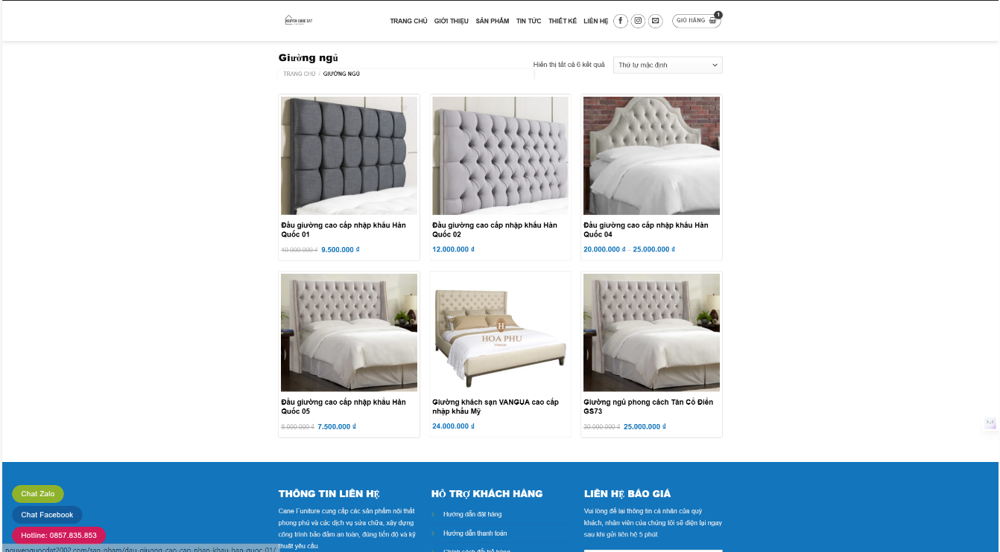 NGUYEN QUOC DAT
TRANG CHỦ GIỚI THIỆU SẢN PHẨM TIN TỨC THIẾT KẾ LIÊN HỆ GIỎ HÀNG 1
Giường ngủ
TRANG CHỦ / GIƯỜNG NGỦ
Hiển thị tất cả 6 kết quả Thứ tự mặc định
Đầu giường cao cấp nhập khẩu Hàn
Quốc 01
10.000.000 ₫ 9.500.000 ₫
Đầu giường cao cấp nhập khẩu Hàn
Quốc 02
12.000.000 ₫
Đầu giường cao cấp nhập khẩu Hàn
Quốc 04
20.000.000 ₫ – 25.000.000 ₫
Đầu giường cao cấp nhập khẩu Hàn
Quốc 05
8.000.000 ₫ 7.500.000 ₫
H
HOA PHU
INTERIOR
Giường khách sạn VANGUA cao cấp
nhập khẩu Mỹ
24.000.000 ₫
Giường ngủ phong cách Tân Cổ Điển
GS73
30.000.000 ₫ 25.000.000 ₫
THÔNG TIN LIÊN HỆ
Cane Funiture cung cấp các sản phẩm nội thất
phong phú và các dịch vụ sửa chữa, xây dựng
công trình bảo đảm an toàn, đúng tiến độ và kỹ
thuật yêu cầu.
HỖ TRỢ KHÁCH HÀNG
Hướng dẫn đặt hàng
Hướng dẫn thanh toán
Chính sách đổi trả hàng
LIÊN HỆ BÁO GIÁ
Vui lòng để lại thông tin cá nhân của quý
khách, nhân viên của chúng tôi sẽ điện lại ngay
sau khi gửi liên hệ 5 phút.
Chat Zalo
Chat Facebook
Hotline: 0857.835.853
nguyenquocdat2002.com/san-pham/dau-giuong-cao-cap-nhap-khau-han-quoc-01/